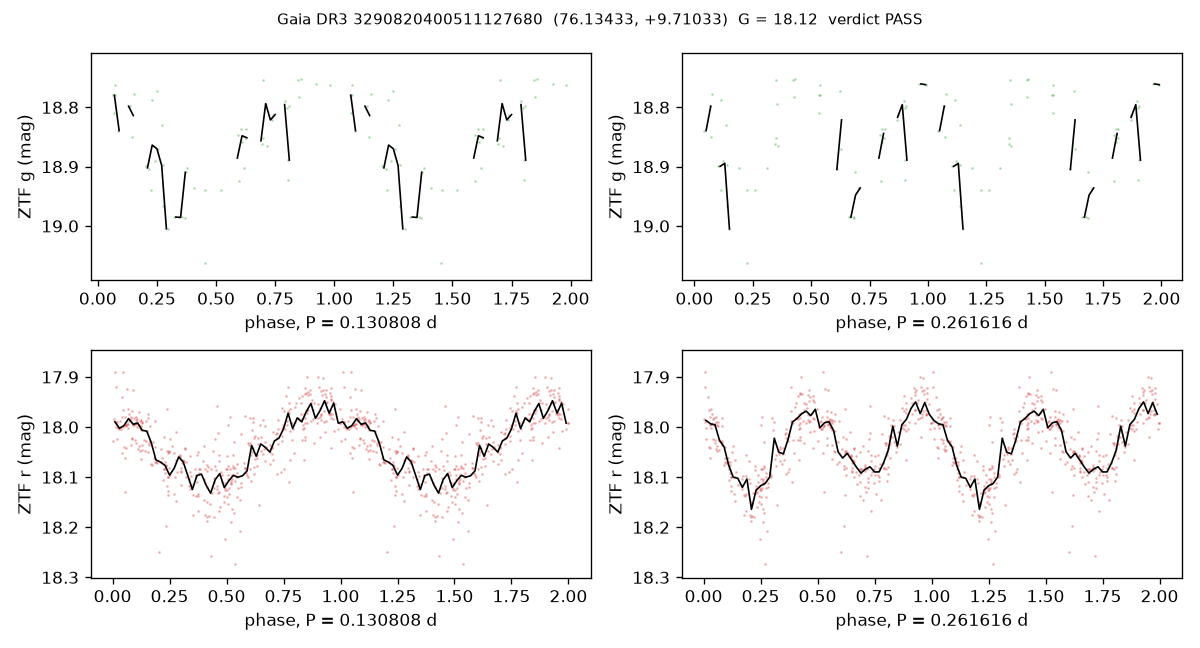 Gaia DR3 3290820400511127680  (76.13433, +9.71033)  G = 18.12  verdict PASS
ZTF g (mag)
18.8
18.9
19.0
0.00 0.25 0.50 0.75 1.00 1.25 1.50 1.75 2.00
phase, P = 0.130808 d
ZTF g (mag)
18.8
18.9
19.0
0.00 0.25 0.50 0.75 1.00 1.25 1.50 1.75 2.00
phase, P = 0.261616 d
ZTF r (mag)
17.9
18.0
18.1
18.2
18.3
0.00 0.25 0.50 0.75 1.00 1.25 1.50 1.75 2.00
phase, P = 0.130808 d
ZTF r (mag)
17.9
18.0
18.1
18.2
18.3
0.00 0.25 0.50 0.75 1.00 1.25 1.50 1.75 2.00
phase, P = 0.261616 d